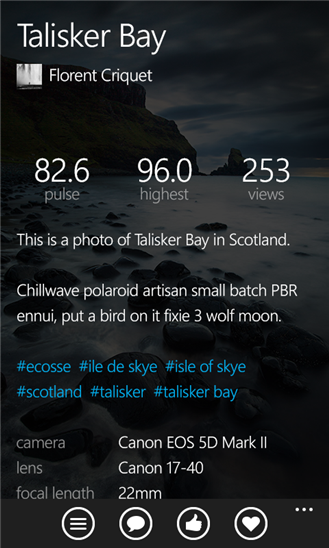 Talisker Bay
Florent Criquet
82.6 96.0 253
pulse highest views
This is a photo of Talisker Bay in Scotland.
Chillwave polaroid artisan small batch PBR
ennui, put a bird on it fixie 3 wolf moon.
#ecosse #ile de skye #isle of skye
#scotland #talisker #talisker bay
camera Canon EOS 5D Mark II
lens Canon 17-40
focal length 22mm